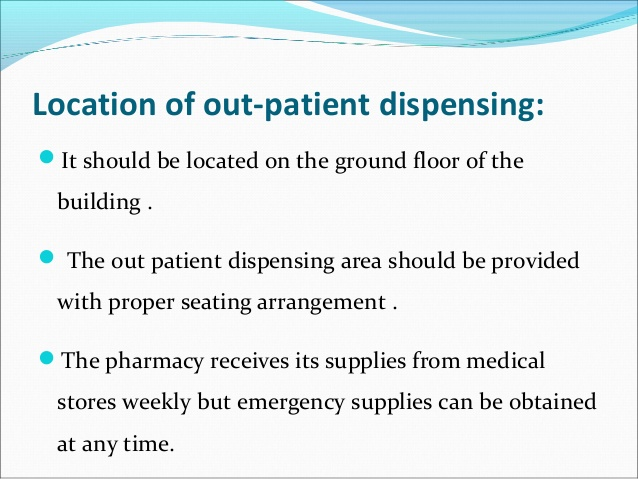 Location of out-patient dispensing:
It should be located on the ground floor of the
building .
The out patient dispensing area should be provided
with proper seating arrangement .
The pharmacy receives its supplies from medical
stores weekly but emergency supplies can be obtained
at any time.